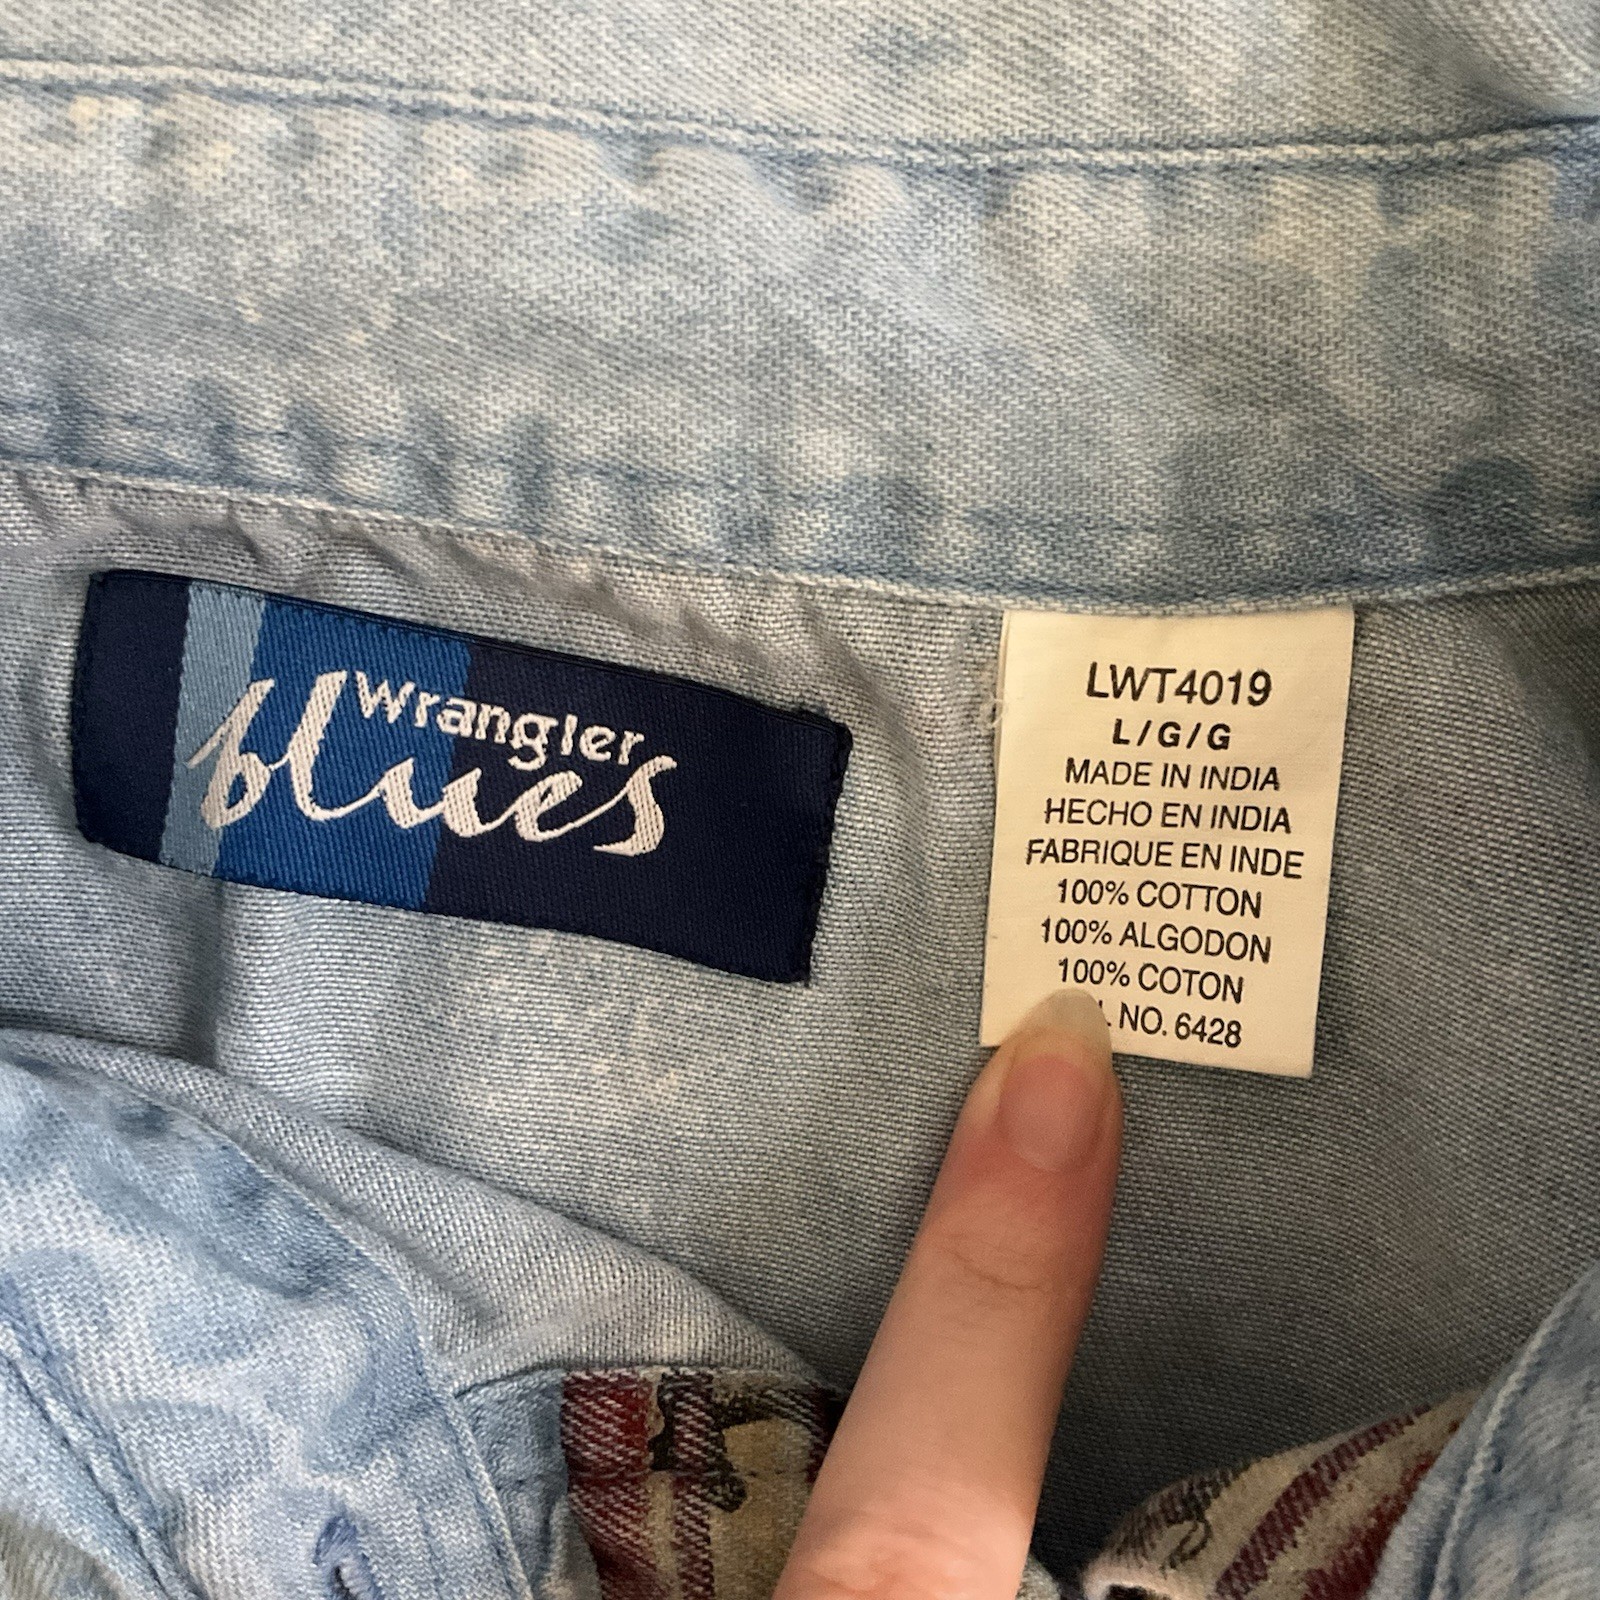 Wrangler
blues
LWT4019
L/G/G
MADE IN INDIA
HECHO EN INDIA
FABRIQUE EN INDE
100% COTTON
100% ALGODON
100% COTON
NO. 6428